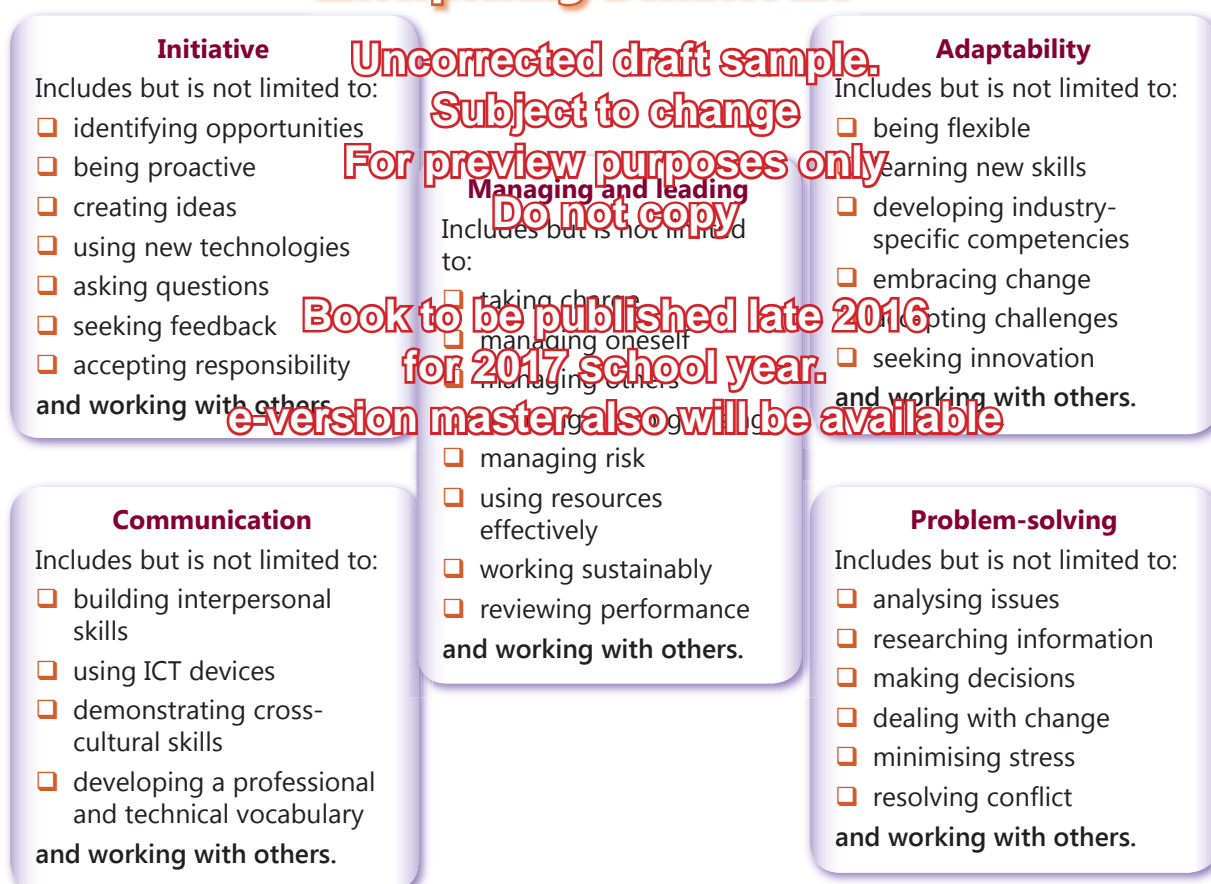 Initiative
Includes but is not limited to:
❑ identifying opportunities
❑ being proactive
❑ creating ideas
❑ using new technologies
❑ asking questions
❑ seeking feedback
❑ accepting responsibility
and working with others
Uncorrected draft sample.
Subject to change
For preview purposes only
Do not copy
Book to be published late 2016
for 2017 school year.
e-version master also will be available
Managing and leading
Includes but is not limited
to:
❑ taking charge
❑ managing oneself
❑ managing others
❑ managing risk
❑ using resources
effectively
❑ working sustainably
❑ reviewing performance
and working with others.
Adaptability
Includes but is not limited to:
❑ being flexible
learning new skills
❑ developing industry-
specific competencies
❑ embracing change
accepting challenges
❑ seeking innovation
and working with others.
Communication
Includes but is not limited to:
❑ building interpersonal
skills
❑ using ICT devices
❑ demonstrating cross-
cultural skills
❑ developing a professional
and technical vocabulary
and working with others.
Problem-solving
Includes but is not limited to:
❑ analysing issues
❑ researching information
❑ making decisions
❑ dealing with change
❑ minimising stress
❑ resolving conflict
and working with others.